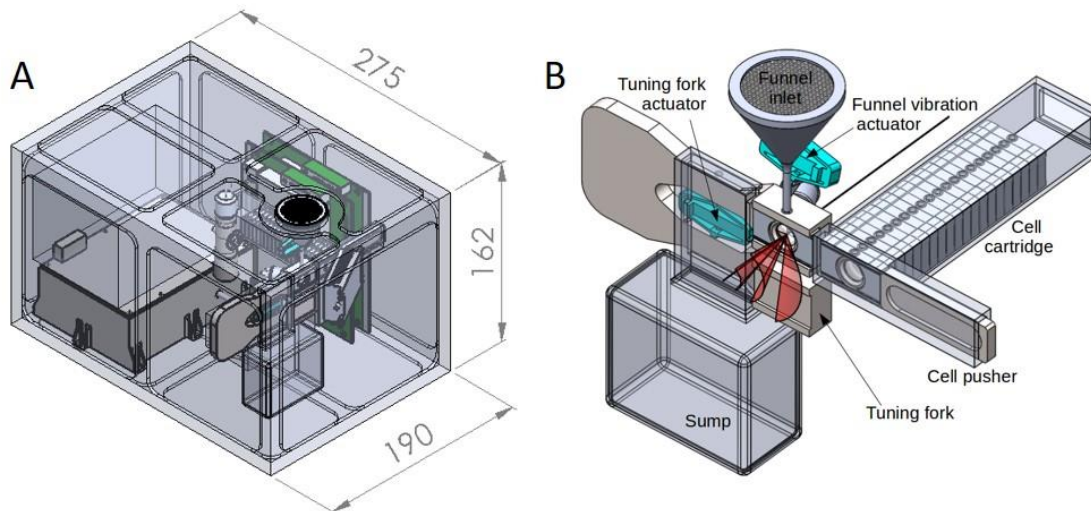 A
275
162
190
B
Tuning fork
actuator
Funnel
inlet
Funnel vibration
actuator
Cell
cartridge
Cell pusher
Tuning fork
Sump